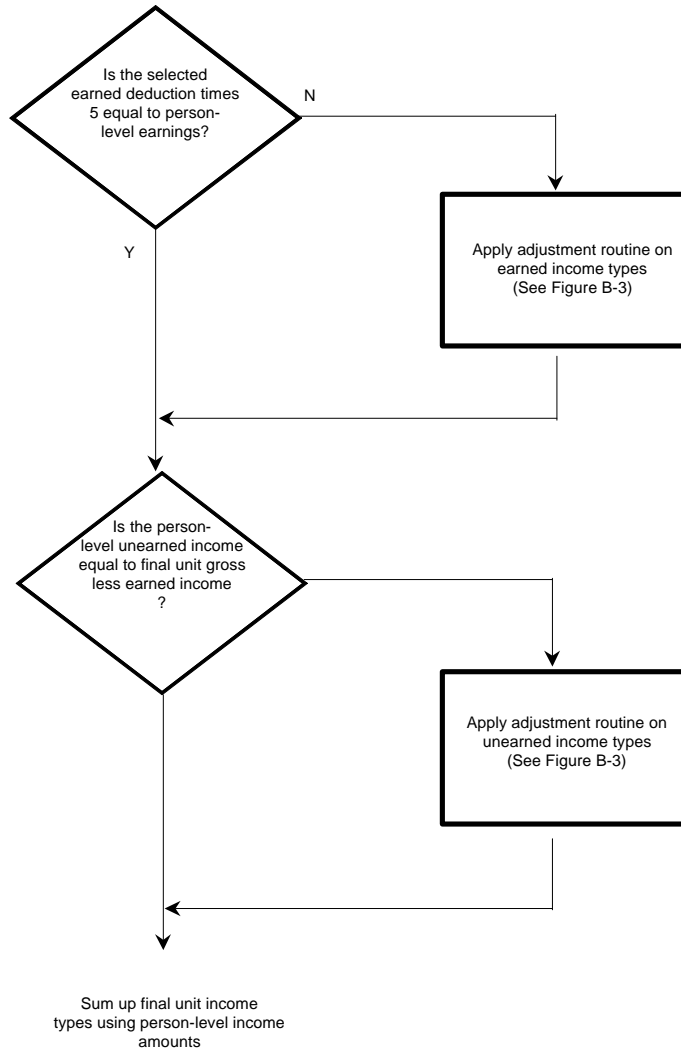 Is the selected
earned deduction times
5 equal to person-
level earnings?
N
Y
Apply adjustment routine on
earned income types
(See Figure B-3)
Is the person-
level unearned income
equal to final unit gross
less earned income
?
Apply adjustment routine on
unearned income types
(See Figure B-3)
Sum up final unit income
types using person-level income
amounts